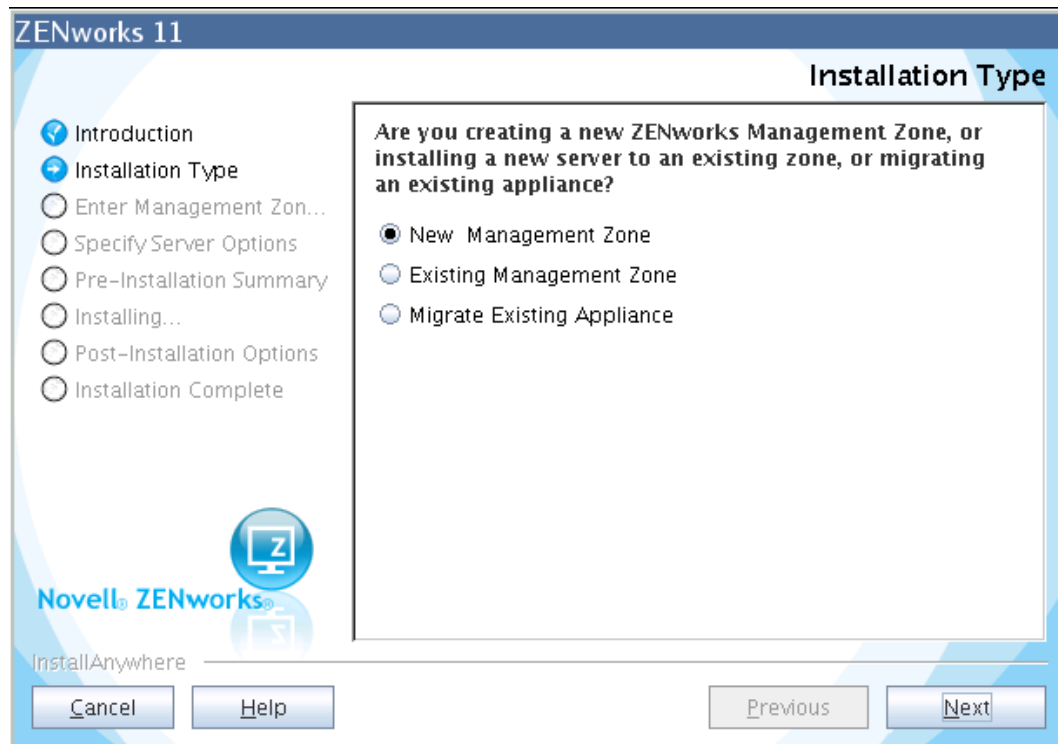 ZENworks 11
Installation Type
Introduction
Installation Type
Enter Management Zon...
Specify Server Options
Pre-Installation Summary
Installing...
Post-Installation Options
Installation Complete
Are you creating a new ZENworks Management Zone, or
installing a new server to an existing zone, or migrating
an existing appliance?
New Management Zone
Existing Management Zone
Migrate Existing Appliance
Z
Novell® ZENworks®
InstallAnywhere
Cancel
Help
Previous
Next